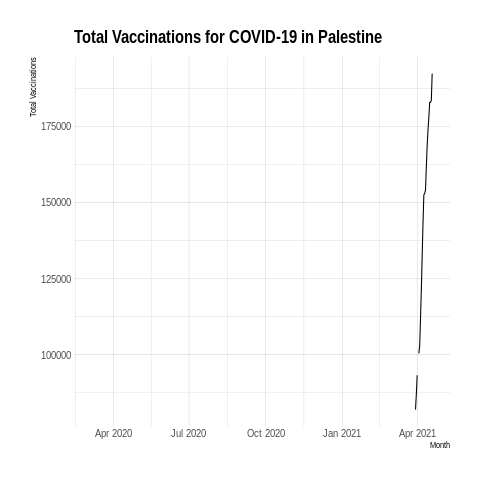 Total Vaccinations for COVID-19 in Palestine
Total Vaccinations
175000
150000
125000
100000
Apr 2020 Jul 2020 Oct 2020 Jan 2021 Apr 2021
Month